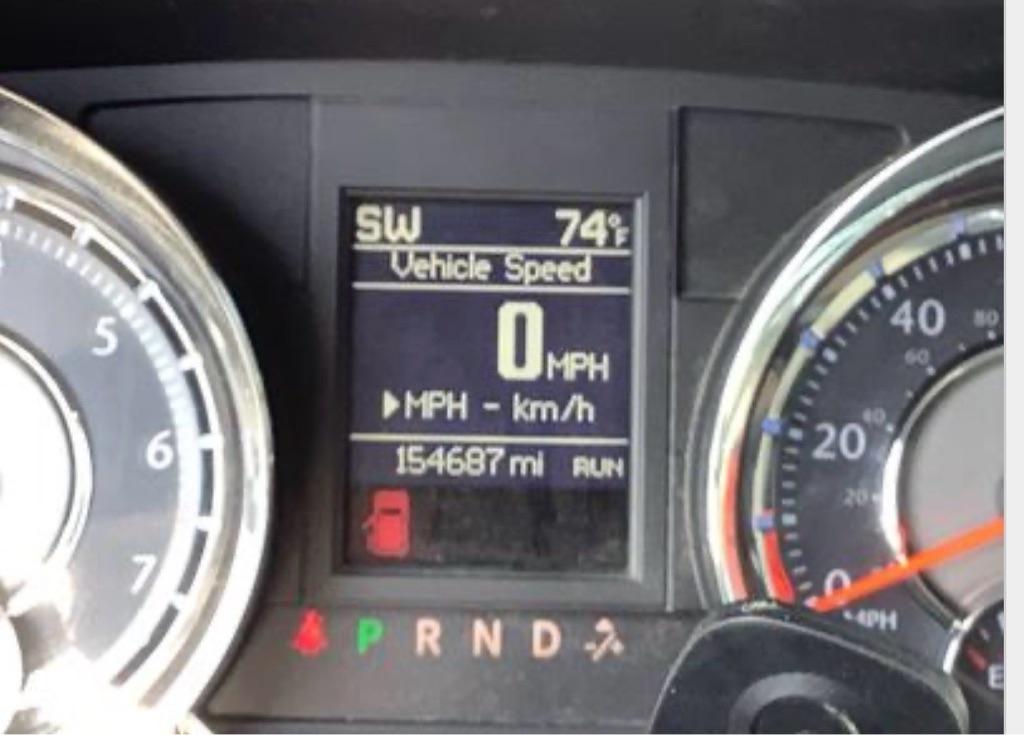 SW 74°F
Vehicle Speed
0 MPH
▶MPH - km/h
154687 mi RUN
P R N D
5
6
7
40
80
60
20
40
20
0
MPH
E